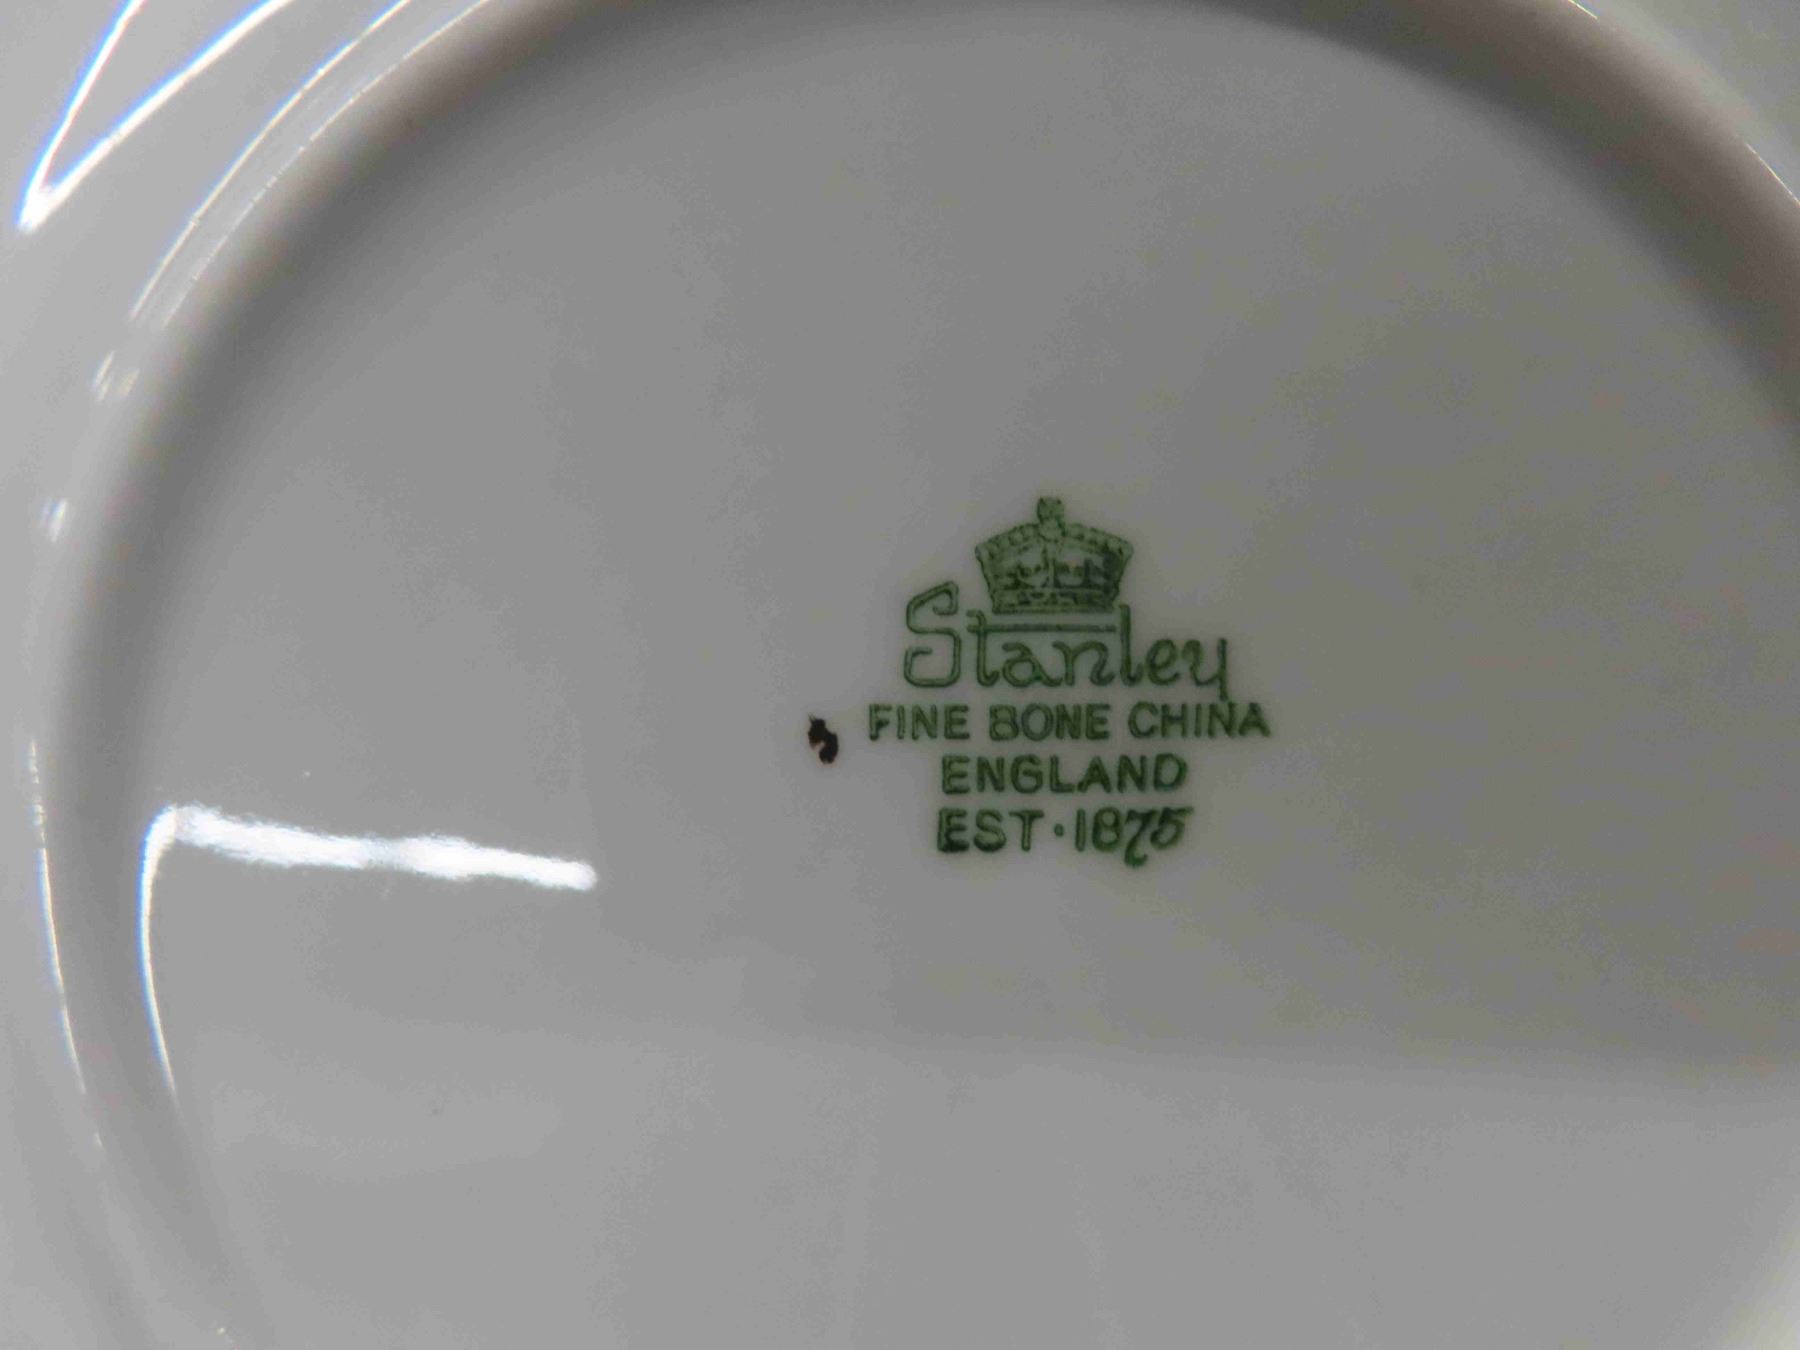 Stanley
FINE BONE CHINA
ENGLAND
EST·1875